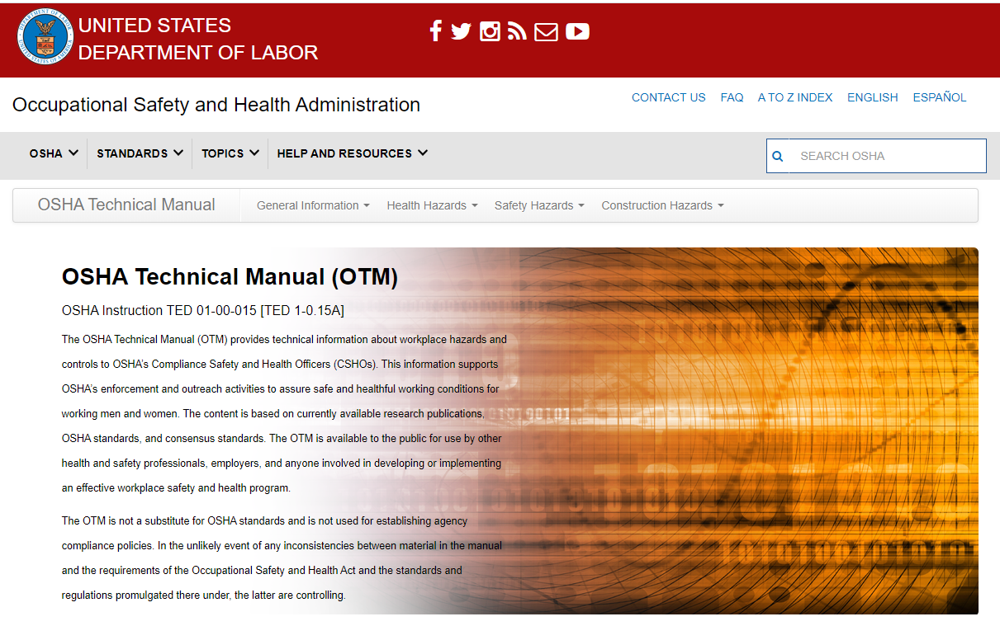 UNITED STATES
DEPARTMENT OF LABOR
Occupational Safety and Health Administration
CONTACT US FAQ A TO Z INDEX ENGLISH ESPAÑOL
OSHA STANDARDS TOPICS HELP AND RESOURCES SEARCH OSHA
OSHA Technical Manual General Information Health Hazards Safety Hazards Construction Hazards
OSHA Technical Manual (OTM)
OSHA Instruction TED 01-00-015 [TED 1-0.15A]
The OSHA Technical Manual (OTM) provides technical information about workplace hazards and
controls to OSHA's Compliance Safety and Health Officers (CSHOs). This information supports
OSHA's enforcement and outreach activities to assure safe and healthful working conditions for
working men and women. The content is based on currently available research publications,
OSHA standards, and consensus standards. The OTM is available to the public for use by other
health and safety professionals, employers, and anyone involved in developing or implementing
an effective workplace safety and health program.
The OTM is not a substitute for OSHA standards and is not used for establishing agency
compliance policies. In the unlikely event of any inconsistencies between material in the manual
and the requirements of the Occupational Safety and Health Act and the standards and
regulations promulgated there under, the latter are controlling.